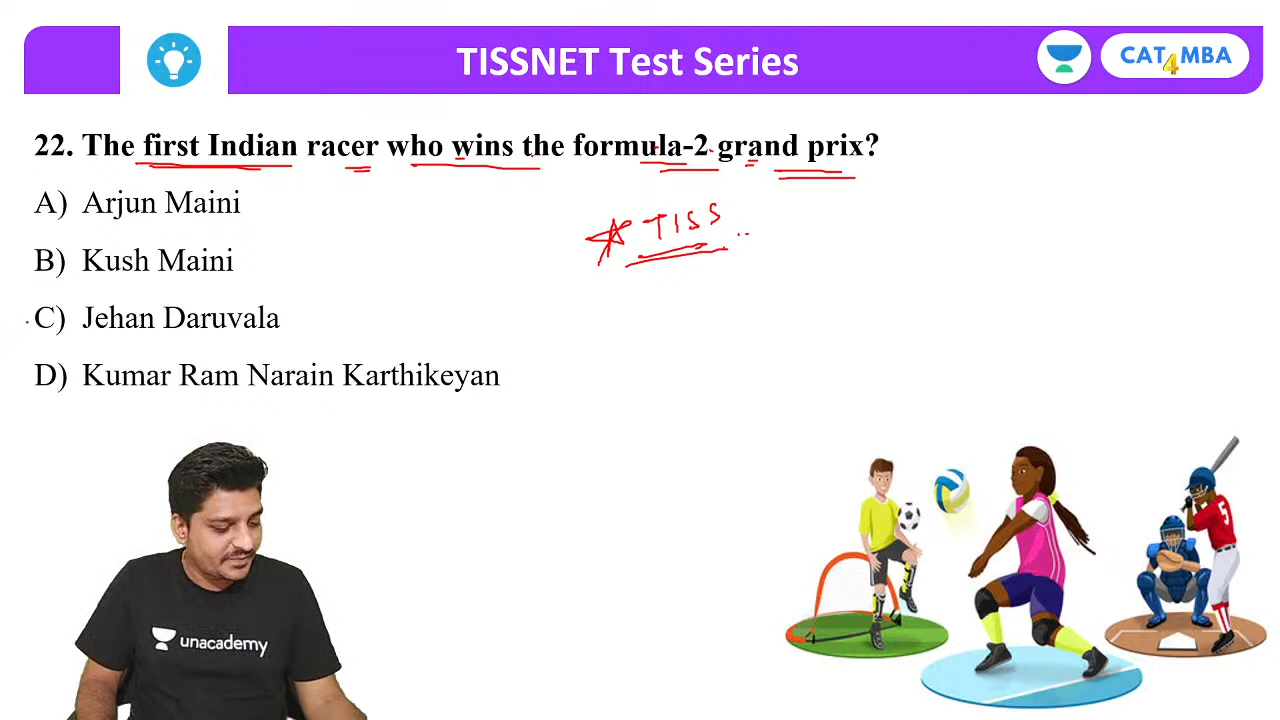 TISSNET Test Series
CAT4MBA
22. The first Indian racer who wins the formula-2 grand prix?
A) Arjun Maini
B) Kush Maini
C) Jehan Daruvala
D) Kumar Ram Narain Karthikeyan
TISS
unacademy
5